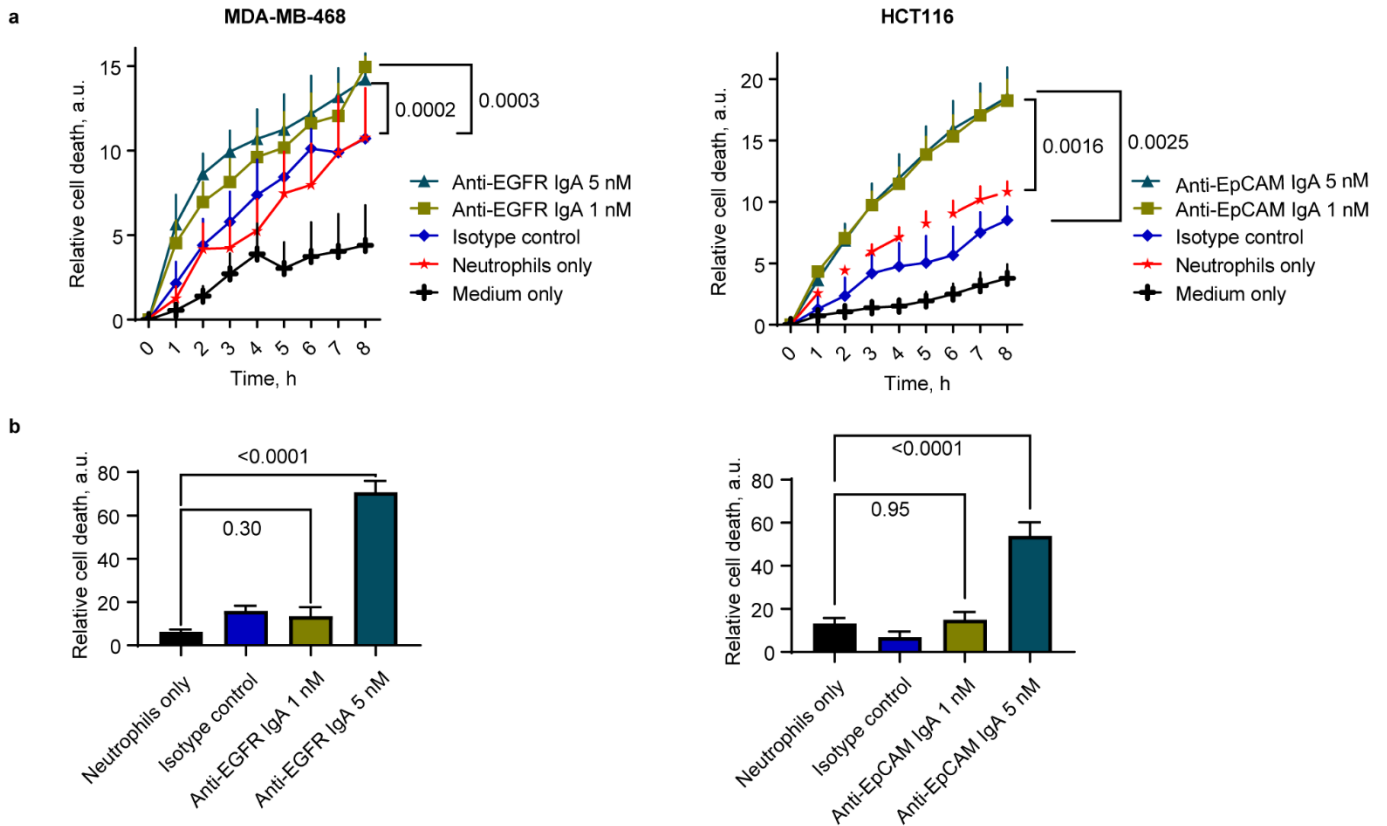 a
MDA-MB-468
Relative cell death, a.u.
15
10
5
0
0 1 2 3 4 5 6 7 8
Time, h
0.0002
0.0003
Anti-EGFR IgA 5 nM
Anti-EGFR IgA 1 nM
Isotype control
Neutrophils only
Medium only
HCT116
Relative cell death, a.u.
20
15
10
5
0
0 1 2 3 4 5 6 7 8
Time, h
0.0016
0.0025
Anti-EpCAM IgA 5 nM
Anti-EpCAM IgA 1 nM
Isotype control
Neutrophils only
Medium only
b
Relative cell death, a.u.
80
60
40
20
0
<0.0001
0.30
Neutrophils only
Isotype control
Anti-EGFR IgA 1 nM
Anti-EGFR IgA 5 nM
Relative cell death, a.u.
80
60
40
20
0
<0.0001
0.95
Neutrophils only
Isotype control
Anti-EpCAM IgA 1 nM
Anti-EpCAM IgA 5 nM